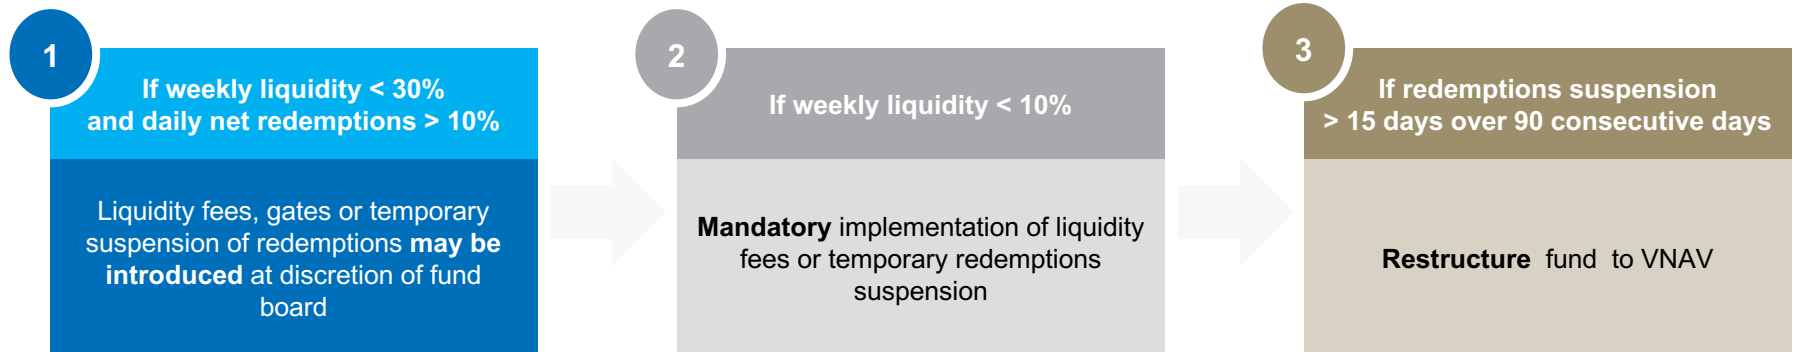 1
If weekly liquidity < 30%
and daily net redemptions > 10%
Liquidity fees, gates or temporary
suspension of redemptions may be
introduced at discretion of fund
board
2
If weekly liquidity < 10%
Mandatory implementation of liquidity
fees or temporary redemptions
suspension
3
If redemptions suspension
> 15 days over 90 consecutive days
Restructure fund to VNAV